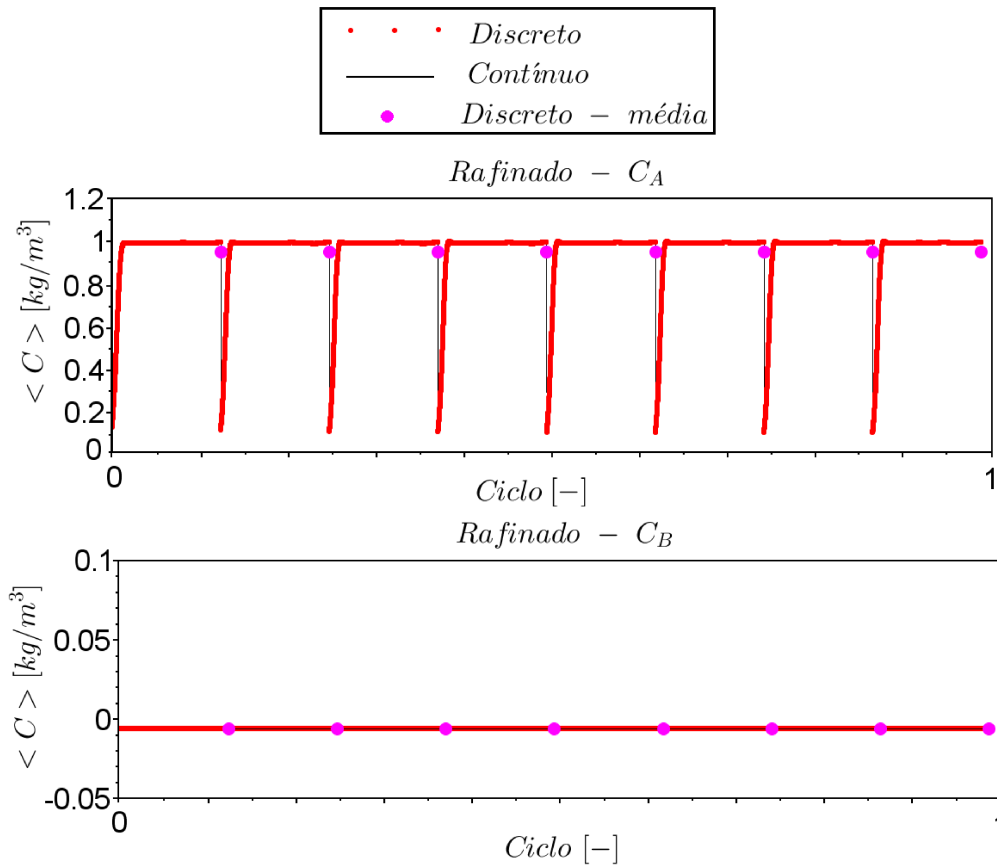 Discreto
Contínuo
Discreto − média
Rafinado − C_A
1.2
1
0.8
0.6
0.4
0.2
0
< C > [kg/m³]
0 1
Ciclo [−]
Rafinado − C_B
0.1
0.05
0
-0.05
< C > [kg/m³]
0 1
Ciclo [−]